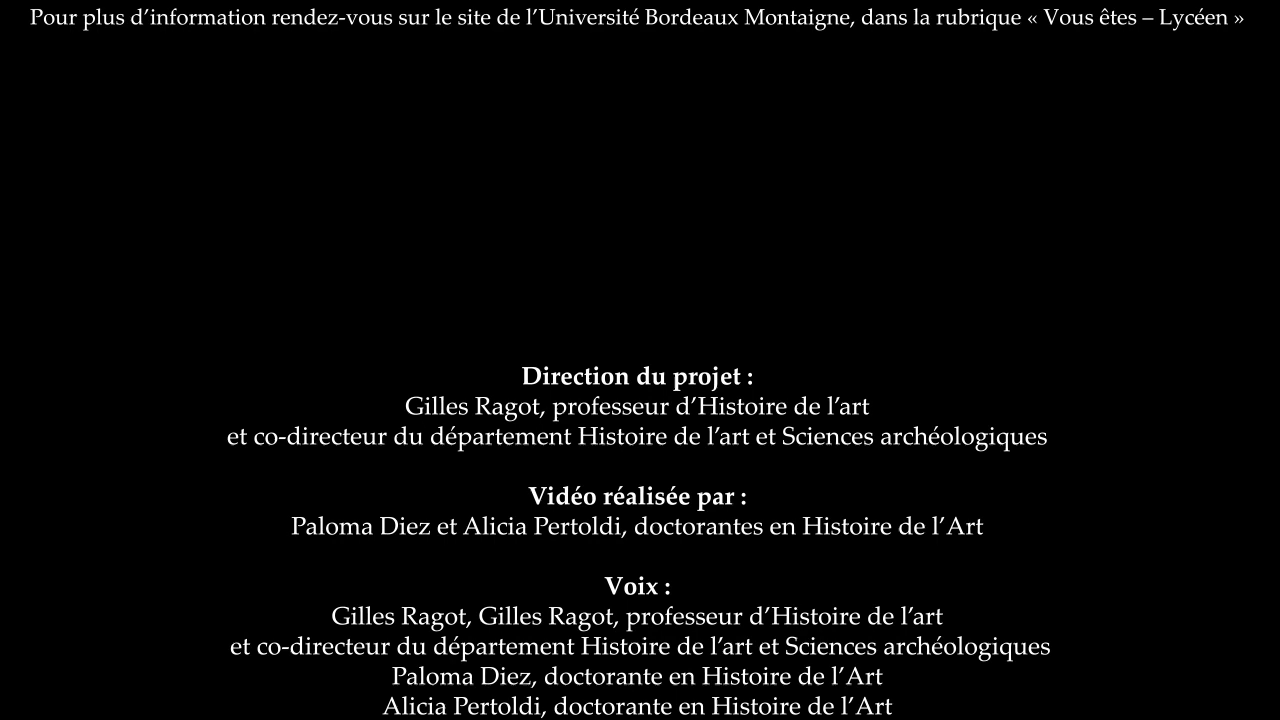 Pour plus d’information rendez-vous sur le site de l’Université Bordeaux Montaigne, dans la rubrique « Vous êtes – Lycéen »
Direction du projet :
Gilles Ragot, professeur d’Histoire de l’art
et co-directeur du département Histoire de l’art et Sciences archéologiques
Vidéo réalisée par :
Paloma Diez et Alicia Pertoldi, doctorantes en Histoire de l’Art
Voix :
Gilles Ragot, Gilles Ragot, professeur d’Histoire de l’art
et co-directeur du département Histoire de l’art et Sciences archéologiques
Paloma Diez, doctorante en Histoire de l’Art
Alicia Pertoldi, doctorante en Histoire de l’Art